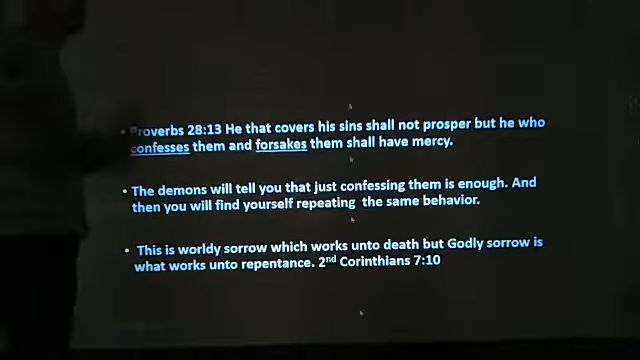 • Proverbs 28:13 He that covers his sins shall not prosper but he who
confesses them and forsakes them shall have mercy.
• The demons will tell you that just confessing them is enough. And
then you will find yourself repeating the same behavior.
• This is worldy sorrow which works unto death but Godly sorrow is
what works unto repentance. 2nd Corinthians 7:10